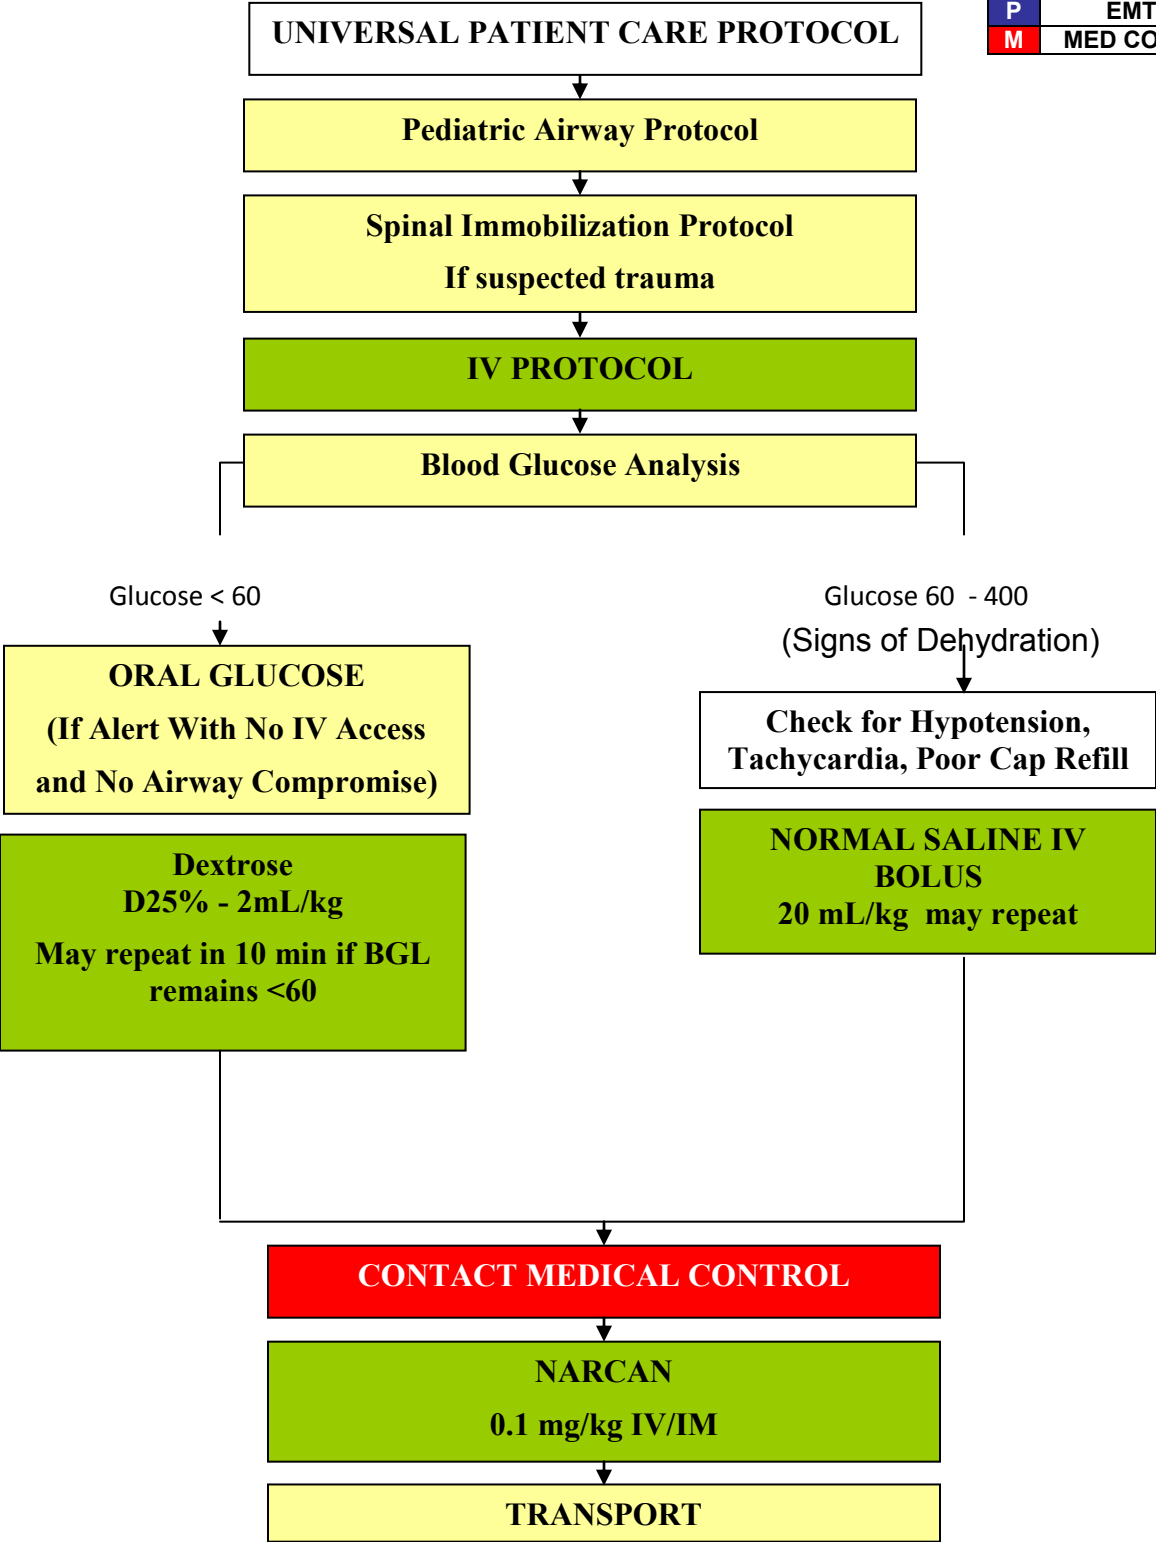 UNIVERSAL PATIENT CARE PROTOCOL
P EMT
M MED CO
Pediatric Airway Protocol
Spinal Immobilization Protocol
If suspected trauma
IV PROTOCOL
Blood Glucose Analysis
Glucose < 60
ORAL GLUCOSE
(If Alert With No IV Access
and No Airway Compromise)
Dextrose
D25% - 2mL/kg
May repeat in 10 min if BGL
remains <60
Glucose 60 - 400
(Signs of Dehydration)
Check for Hypotension,
Tachycardia, Poor Cap Refill
NORMAL SALINE IV
BOLUS
20 mL/kg may repeat
CONTACT MEDICAL CONTROL
NARCAN
0.1 mg/kg IV/IM
TRANSPORT